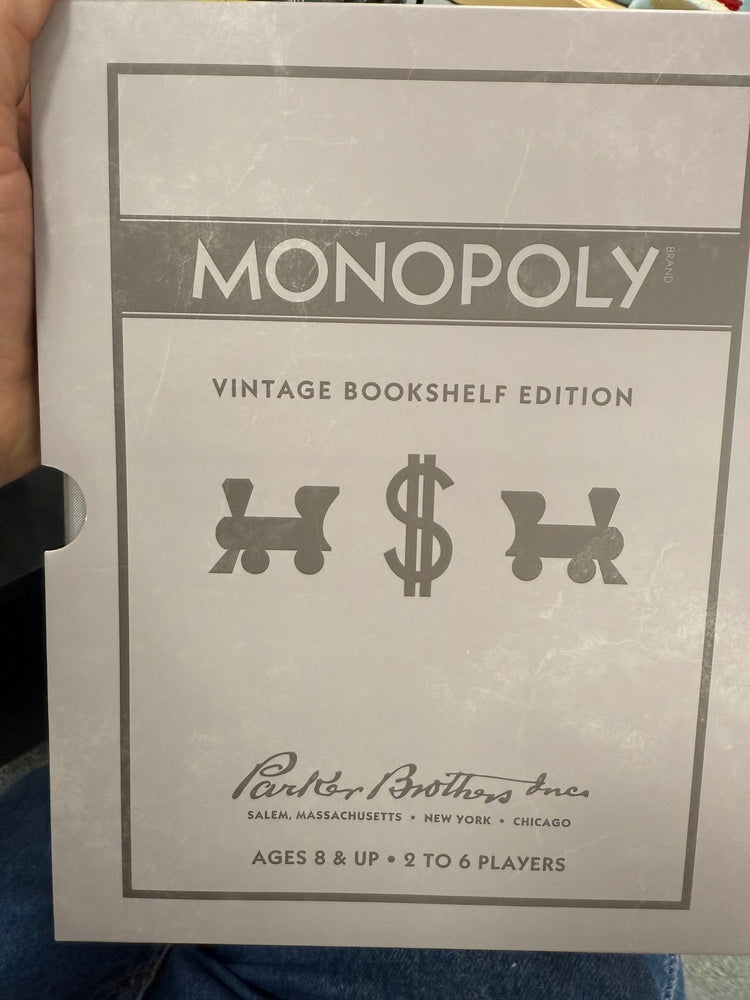 MONOPOLY BRAND
VINTAGE BOOKSHELF EDITION
$
Parker Brothers Inc.
SALEM, MASSACHUSETTS • NEW YORK • CHICAGO
AGES 8 & UP • 2 TO 6 PLAYERS